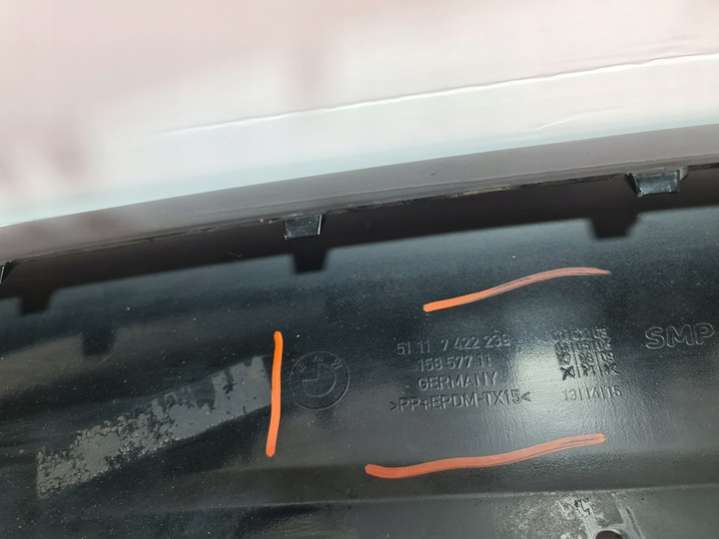 51 11 7 422 239
158 577 11
GERMANY
>PP+EPDM-TX15<
SMP